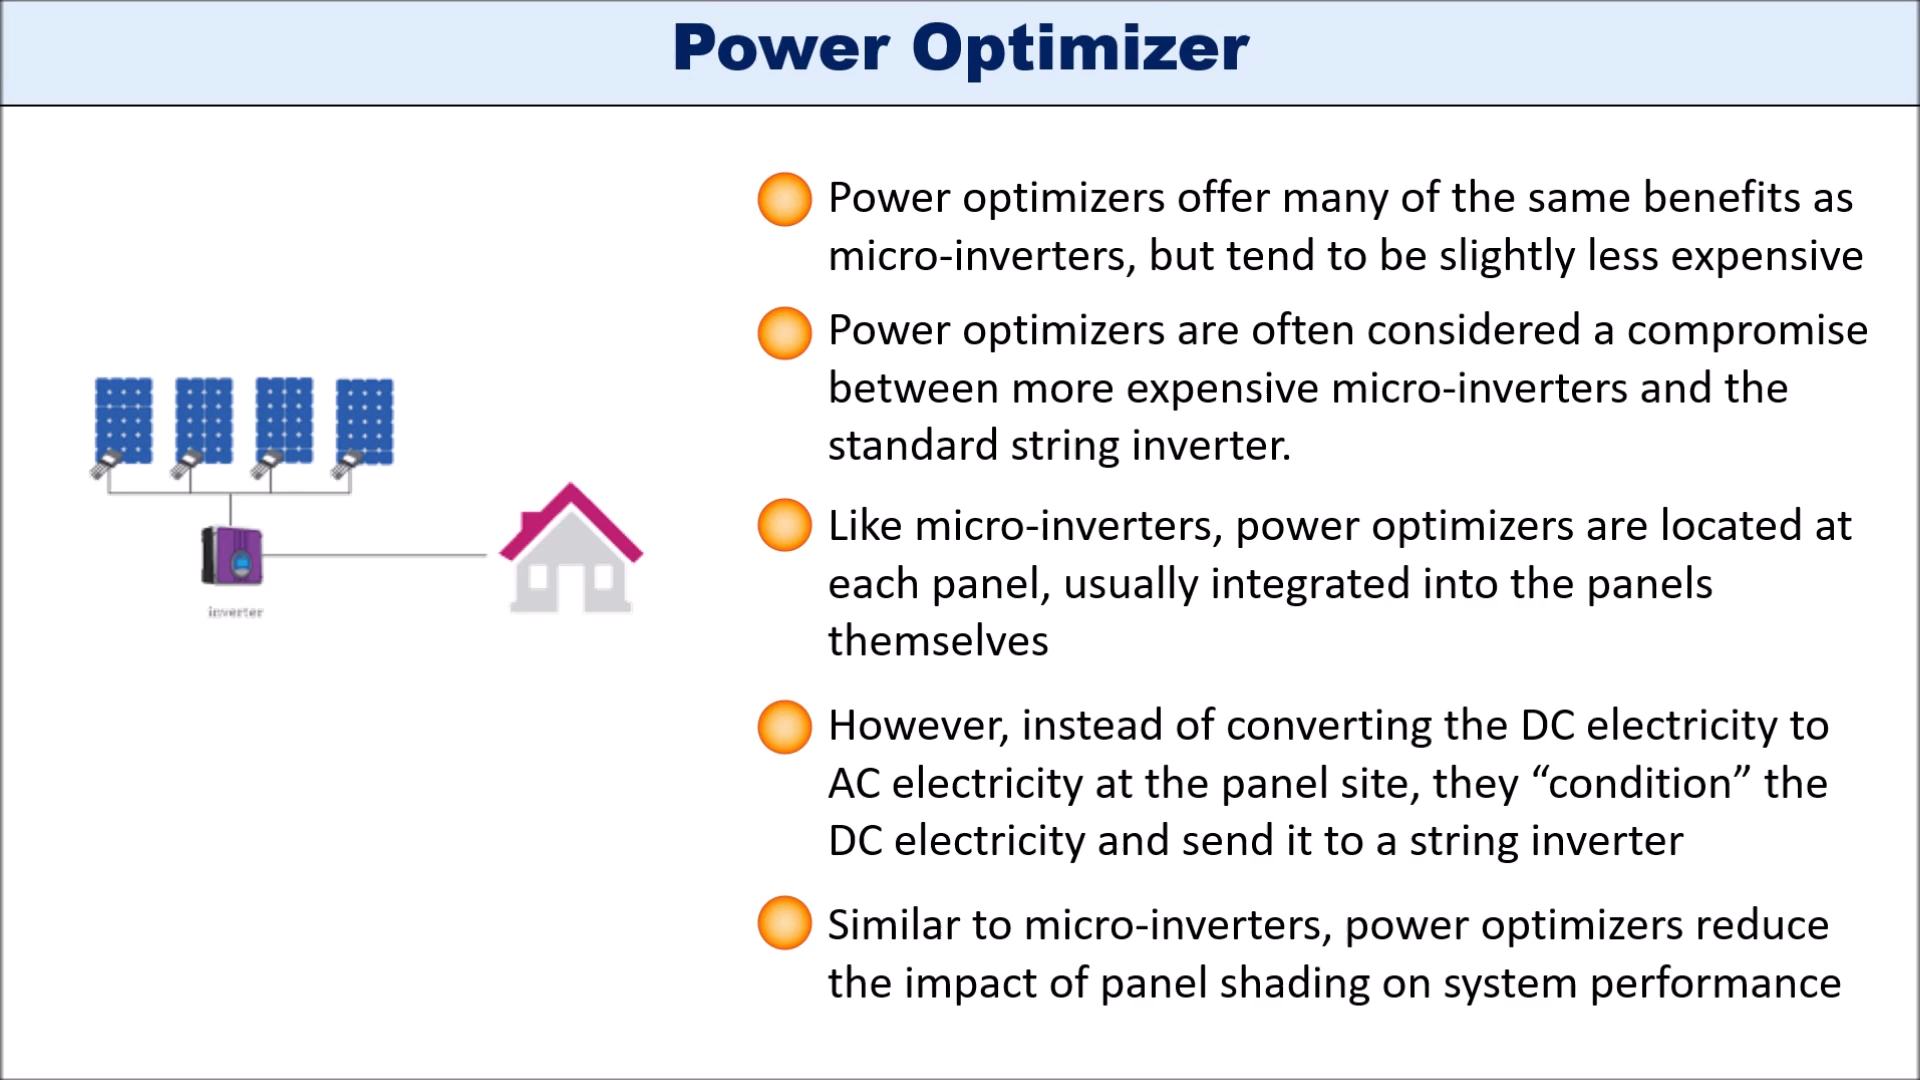 Power Optimizer
Power optimizers offer many of the same benefits as
micro-inverters, but tend to be slightly less expensive
Power optimizers are often considered a compromise
between more expensive micro-inverters and the
standard string inverter.
Like micro-inverters, power optimizers are located at
each panel, usually integrated into the panels
themselves
However, instead of converting the DC electricity to
AC electricity at the panel site, they “condition” the
DC electricity and send it to a string inverter
Similar to micro-inverters, power optimizers reduce
the impact of panel shading on system performance
inverter